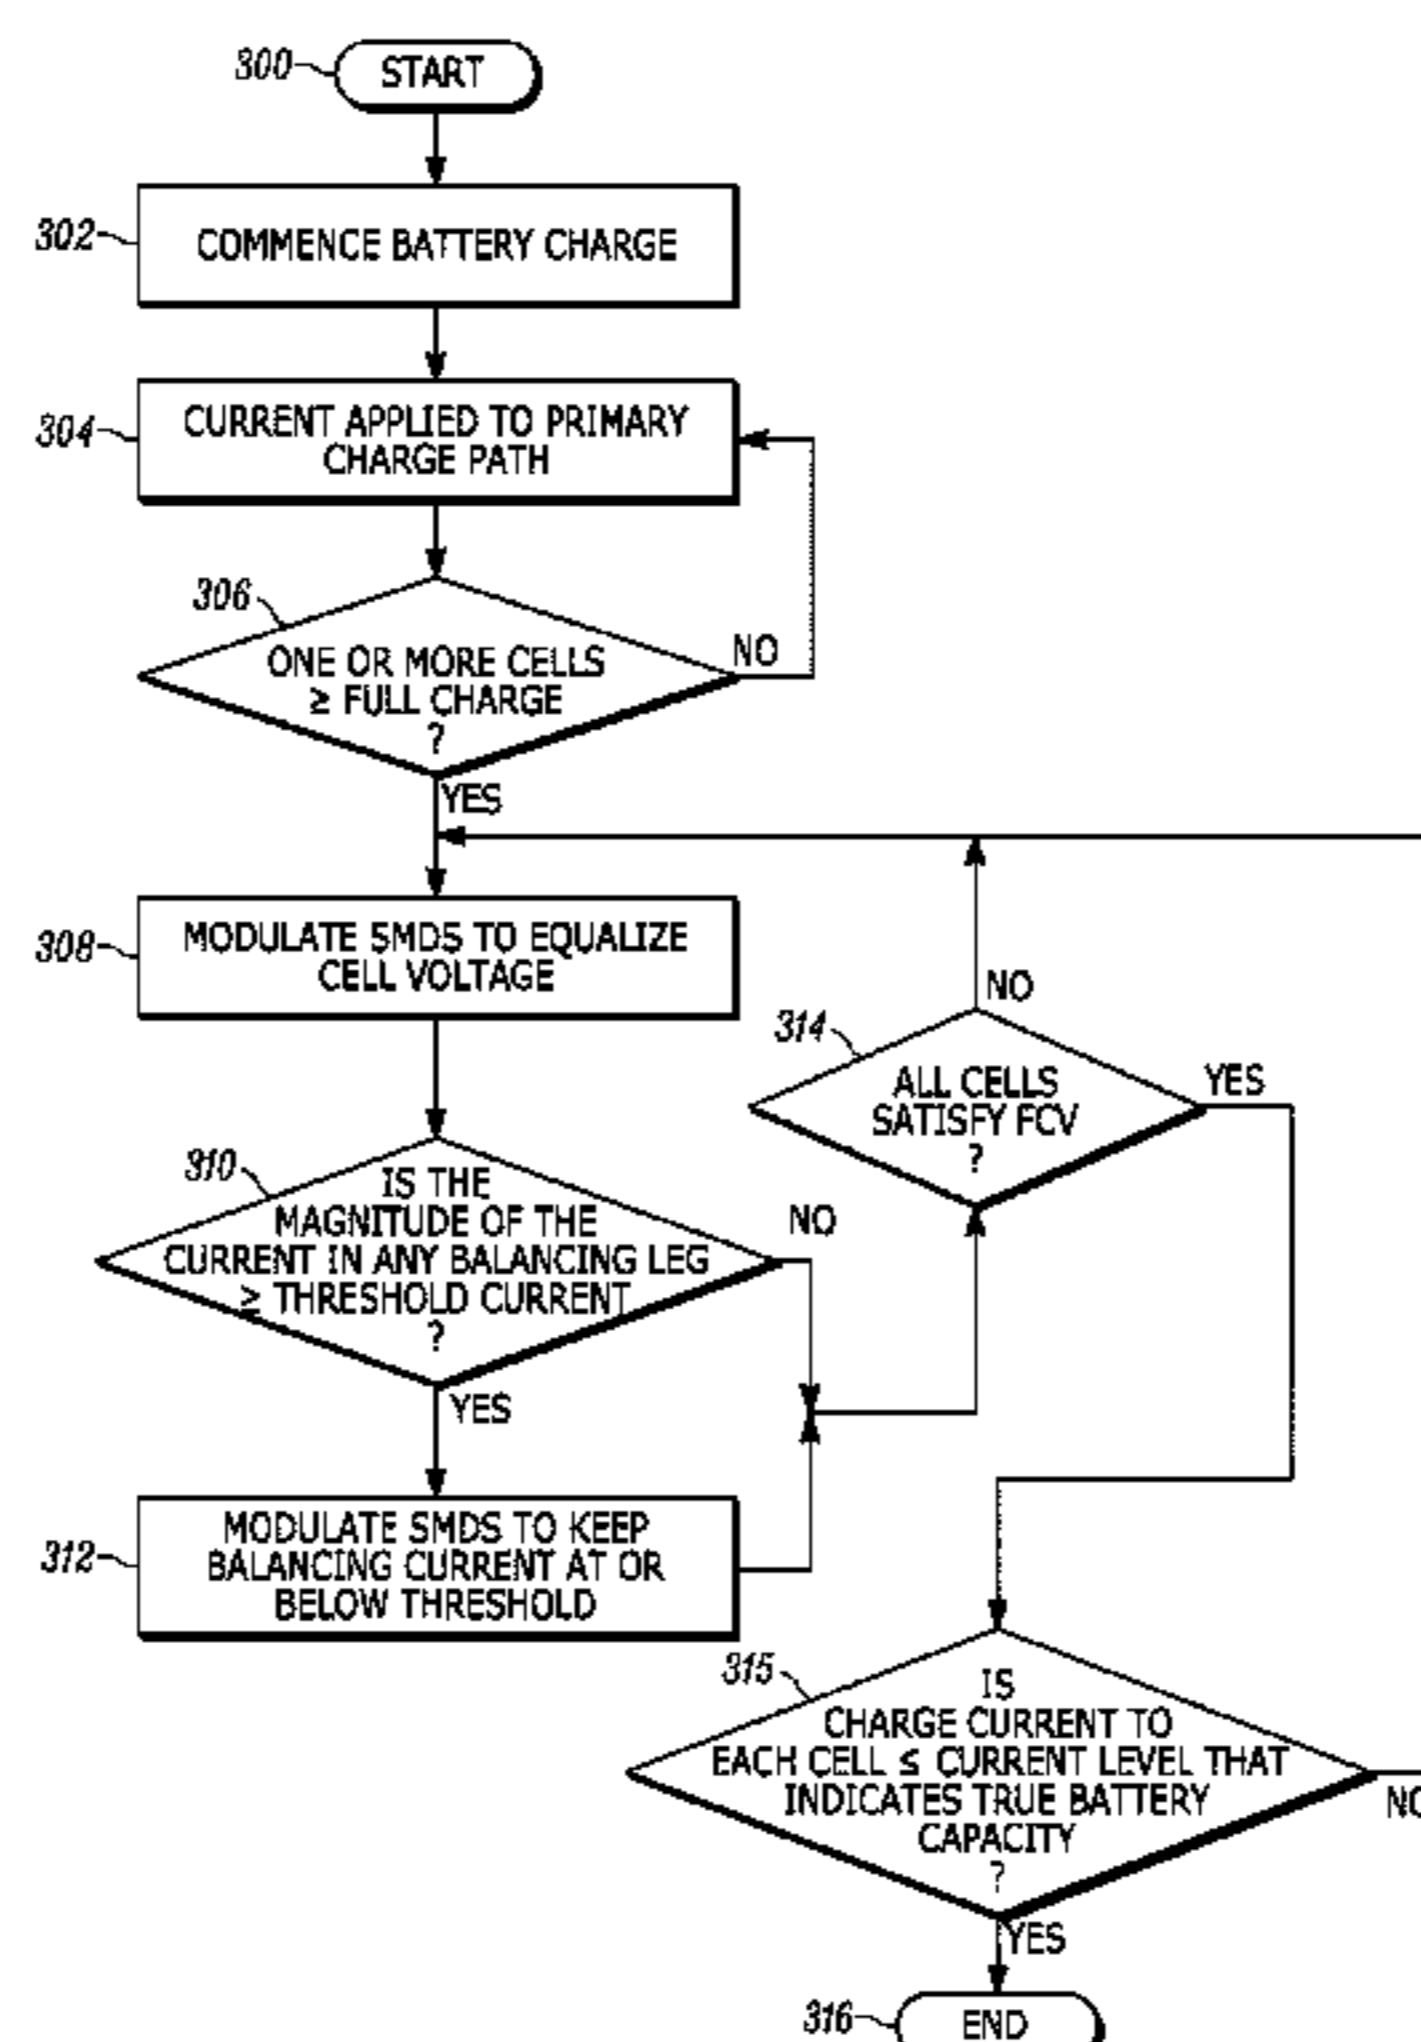 300
START
302
COMMENCE BATTERY CHARGE
304
CURRENT APPLIED TO PRIMARY
CHARGE PATH
306
ONE OR MORE CELLS
≥ FULL CHARGE
?
NO
YES
308
MODULATE SMDS TO EQUALIZE
CELL VOLTAGE
310
IS THE
MAGNITUDE OF THE
CURRENT IN ANY BALANCING LEG
≥ THRESHOLD CURRENT
?
NO
YES
312
MODULATE SMDS TO KEEP
BALANCING CURRENT AT OR
BELOW THRESHOLD
314
ALL CELLS
SATISFY FCV
?
NO
YES
315
IS
CHARGE CURRENT TO
EACH CELL ≤ CURRENT LEVEL THAT
INDICATES TRUE BATTERY
CAPACITY
?
NO
YES
316
END